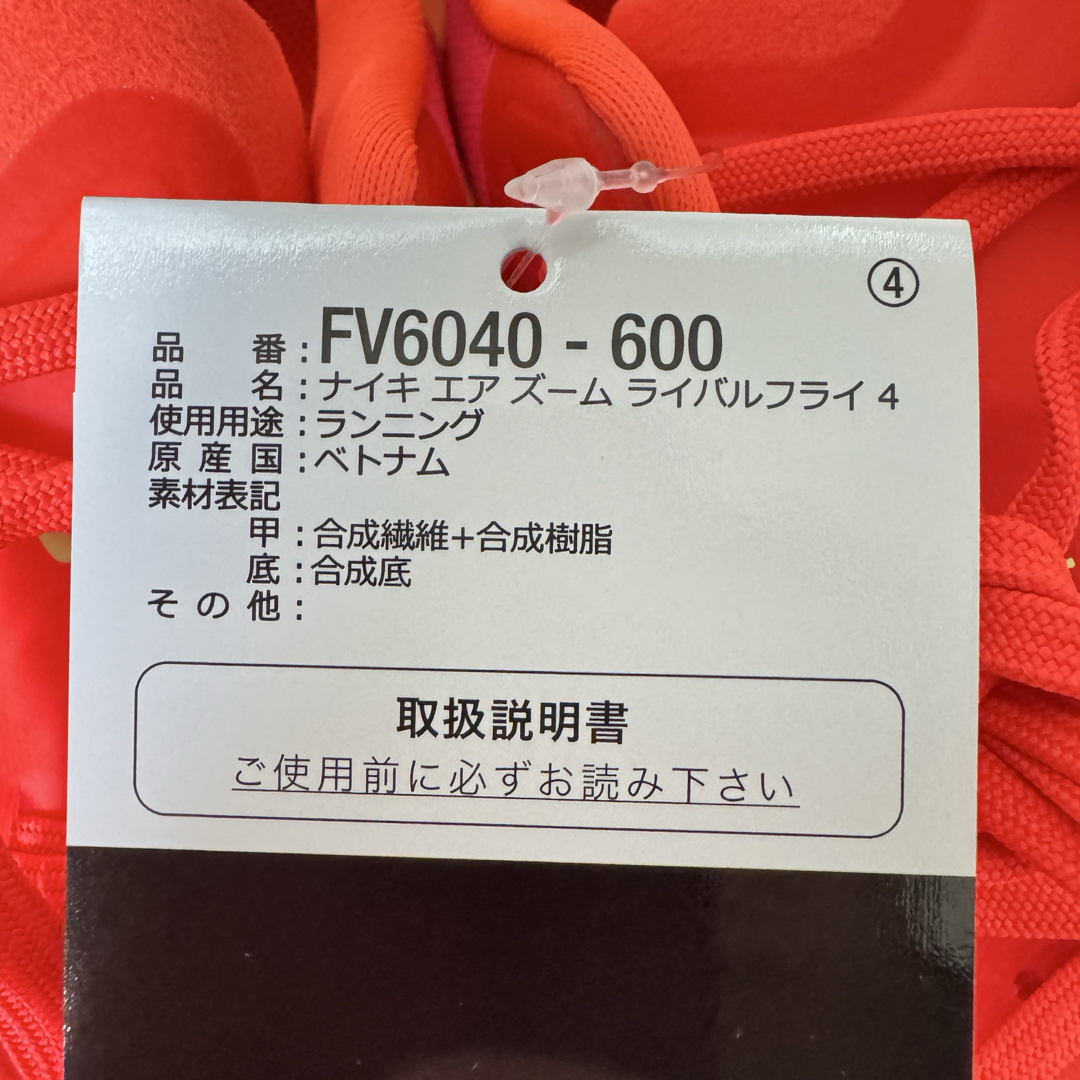 ④
品番：FV6040 - 600
品名：ナイキ エア ズーム ライバルフライ 4
使用用途：ランニング
原産国：ベトナム
素材表記
甲：合成繊維+合成樹脂
底：合成底
その他：
取扱説明書
ご使用前に必ずお読み下さい